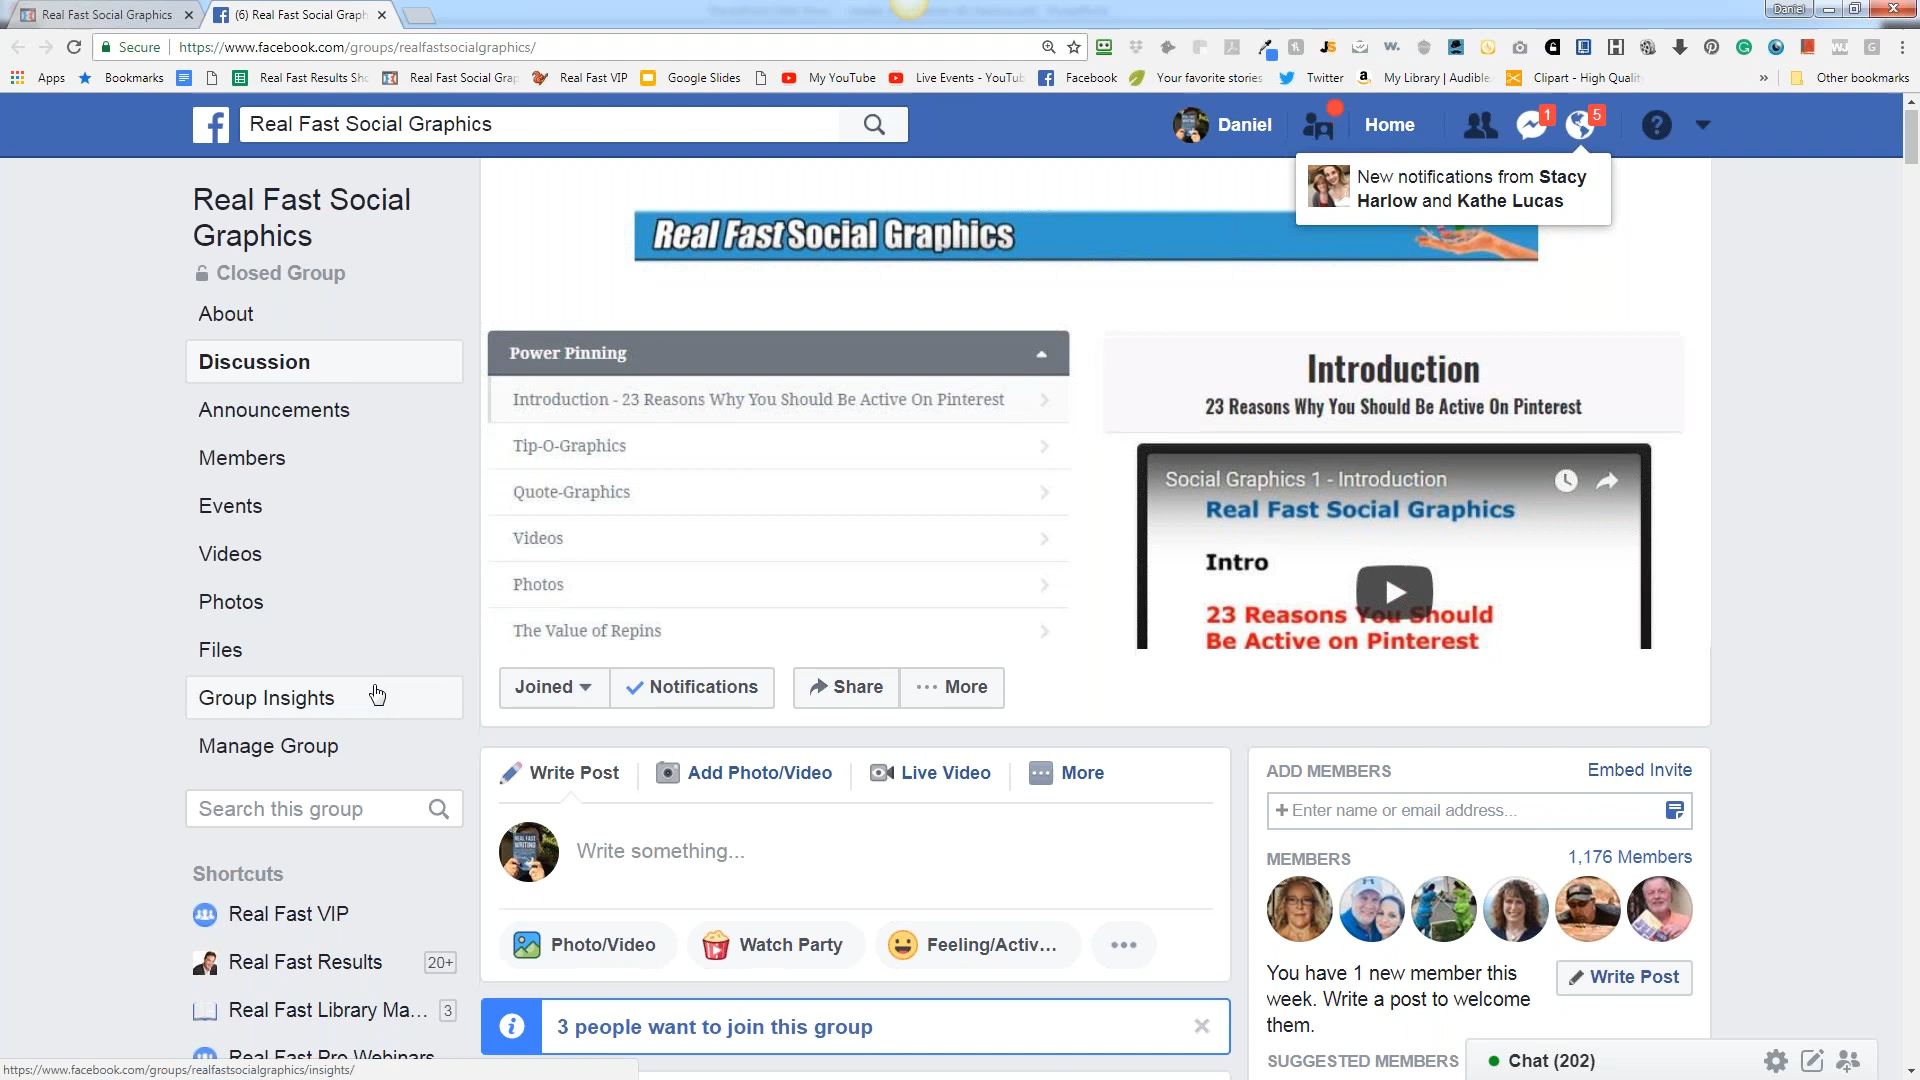 Real Fast Social Graphics
(6) Real Fast Social Graph
Daniel
Secure
https://www.facebook.com/groups/realfastsocialgraphics/
Apps
Bookmarks
Real Fast Results Sho
Real Fast Social Grap
Real Fast VIP
Google Slides
My YouTube
Live Events - YouTub
Facebook
Your favorite stories
Twitter
My Library | Audible
Clipart - High Qualit
»
Other bookmarks
Real Fast Social Graphics
Daniel
Home
1
5
New notifications from Stacy
Harlow and Kathe Lucas
Real Fast Social
Graphics
Closed Group
About
Discussion
Announcements
Members
Events
Videos
Photos
Files
Group Insights
Manage Group
Search this group
Shortcuts
Real Fast VIP
Real Fast Results 20+
Real Fast Library Ma... 3
Real Fast Pro Webinars
https://www.facebook.com/groups/realfastsocialgraphics/insights/
Real Fast Social Graphics
Power Pinning
Introduction - 23 Reasons Why You Should Be Active On Pinterest
Tip-O-Graphics
Quote-Graphics
Videos
Photos
The Value of Repins
Introduction
23 Reasons Why You Should Be Active On Pinterest
Social Graphics 1 - Introduction
Real Fast Social Graphics
Intro
23 Reasons You Should
Be Active on Pinterest
Joined
Notifications
Share
More
Write Post
Add Photo/Video
Live Video
More
Write something...
Photo/Video
Watch Party
Feeling/Activ...
3 people want to join this group
ADD MEMBERS
Embed Invite
+ Enter name or email address...
MEMBERS
1,176 Members
You have 1 new member this
week. Write a post to welcome
them.
Write Post
SUGGESTED MEMBERS
Chat (202)